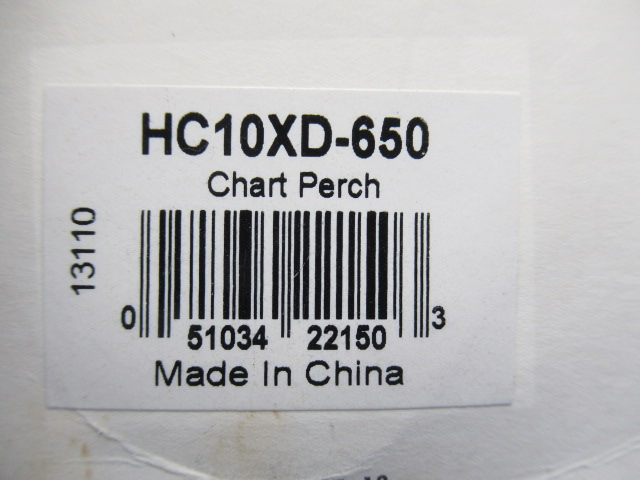 HC10XD-650
Chart Perch
13110
0 51034 22150 3
Made In China